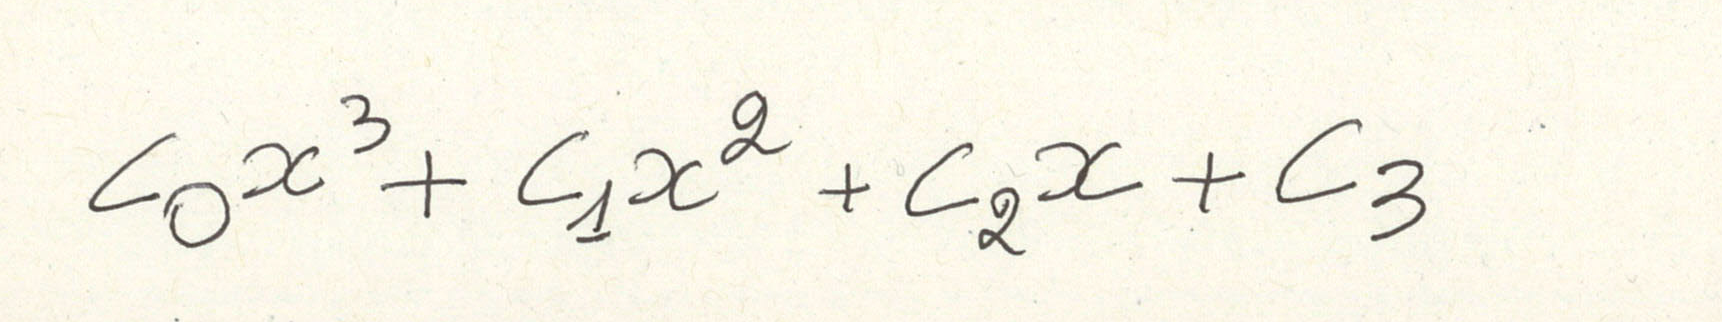 C₀x³ + C₁x² + C₂x + C₃